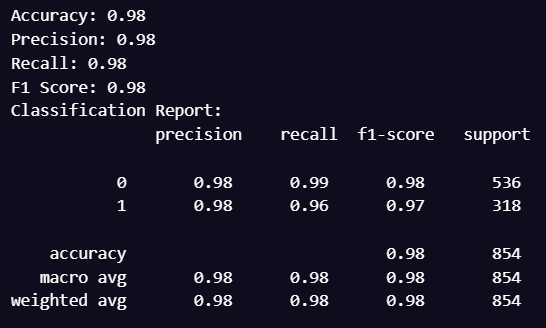 Accuracy: 0.98
Precision: 0.98
Recall: 0.98
F1 Score: 0.98
Classification Report:
precision recall f1-score support
0 0.98 0.99 0.98 536
1 0.98 0.96 0.97 318
accuracy 0.98 854
macro avg 0.98 0.98 0.98 854
weighted avg 0.98 0.98 0.98 854